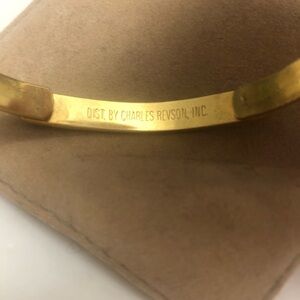 DIST. BY CHARLES REVSON, INC.